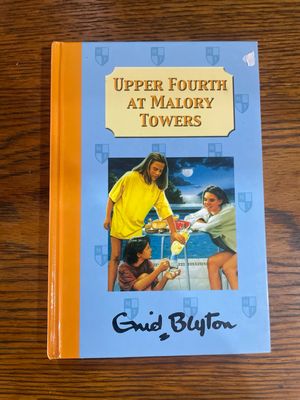 UPPER FOURTH
AT MALORY
TOWERS
Enid Blyton